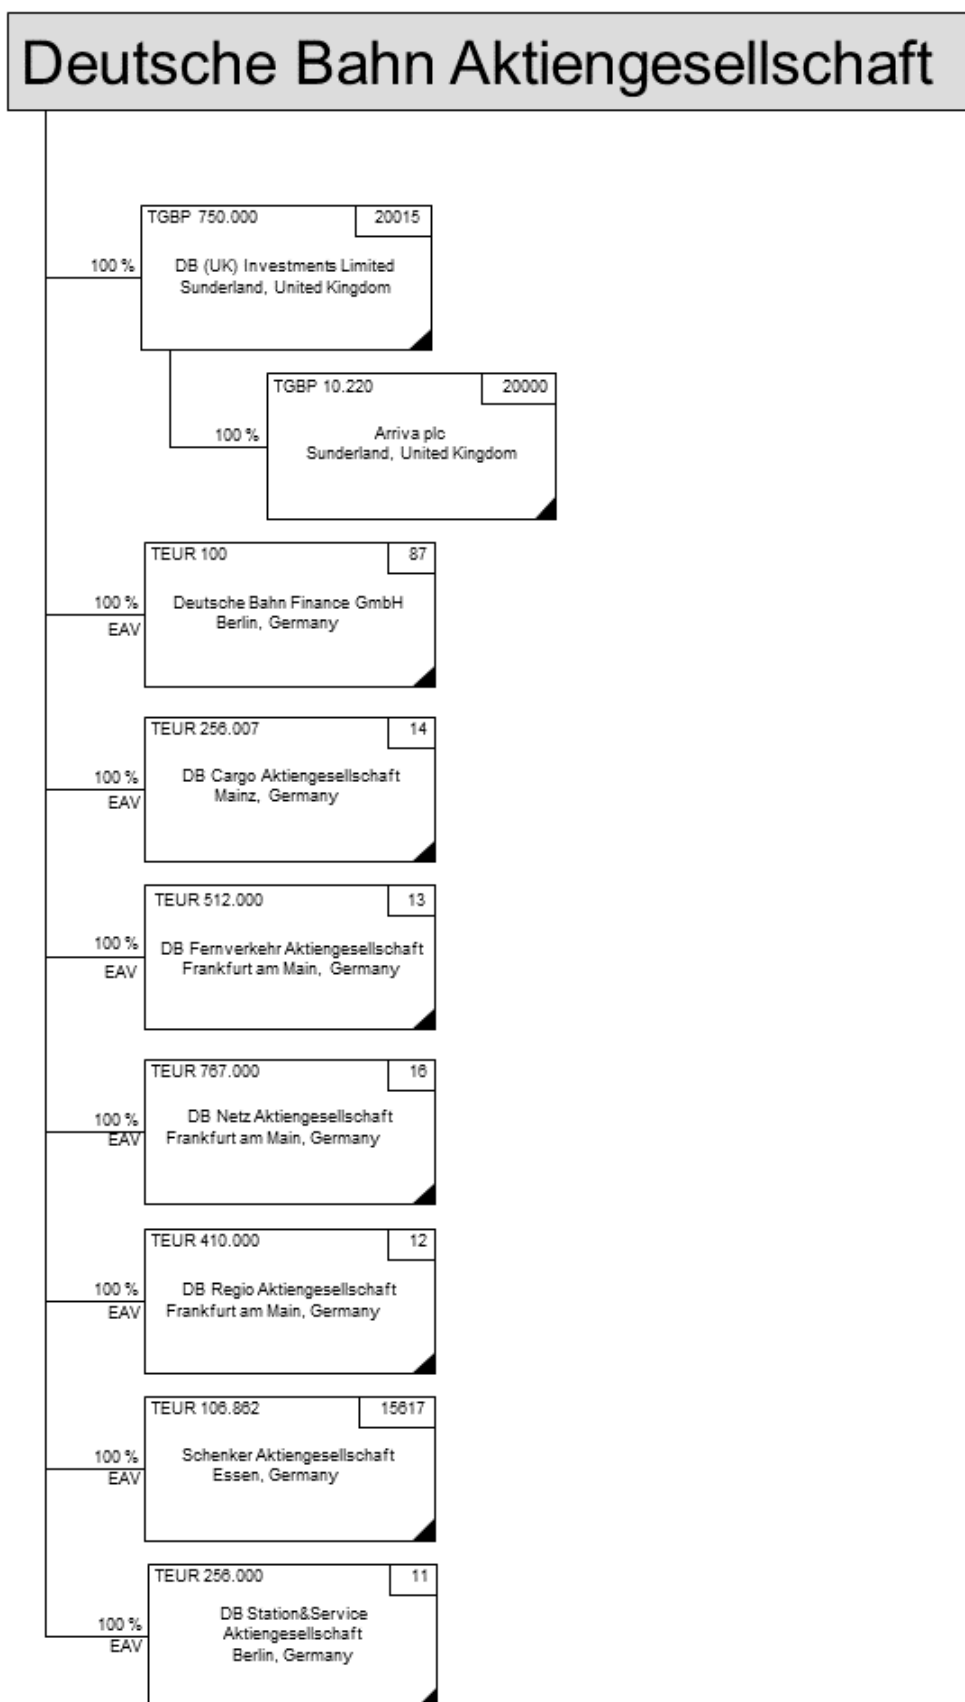 Deutsche Bahn Aktiengesellschaft
TGBP 750.000 20015
100 % DB (UK) Investments Limited
Sunderland, United Kingdom
TGBP 10.220 20000
100 % Arriva plc
Sunderland, United Kingdom
TEUR 100 87
100 % Deutsche Bahn Finance GmbH
EAV Berlin, Germany
TEUR 256.007 14
100 % DB Cargo Aktiengesellschaft
EAV Mainz, Germany
TEUR 512.000 13
100 % DB Fernverkehr Aktiengesellschaft
EAV Frankfurt am Main, Germany
TEUR 767.000 16
100 % DB Netz Aktiengesellschaft
EAV Frankfurt am Main, Germany
TEUR 410.000 12
100 % DB Regio Aktiengesellschaft
EAV Frankfurt am Main, Germany
TEUR 106.862 15617
100 % Schenker Aktiengesellschaft
EAV Essen, Germany
TEUR 256.000 11
100 % DB Station&Service
Aktiengesellschaft
EAV Berlin, Germany